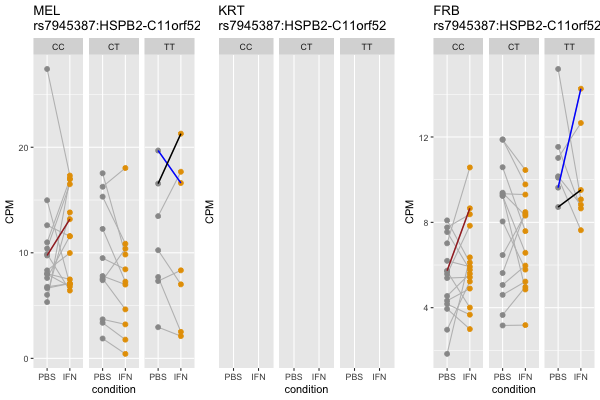 MEL
rs7945387:HSPB2-C11orf52
CC CT TT
CPM
20
10
0
PBS IFN PBS IFN PBS IFN
condition
KRT
rs7945387:HSPB2-C11orf52
CC CT TT
CPM
PBS IFN PBS IFN PBS IFN
condition
FRB
rs7945387:HSPB2-C11orf52
CC CT TT
CPM
12
8
4
PBS IFN PBS IFN PBS IFN
condition